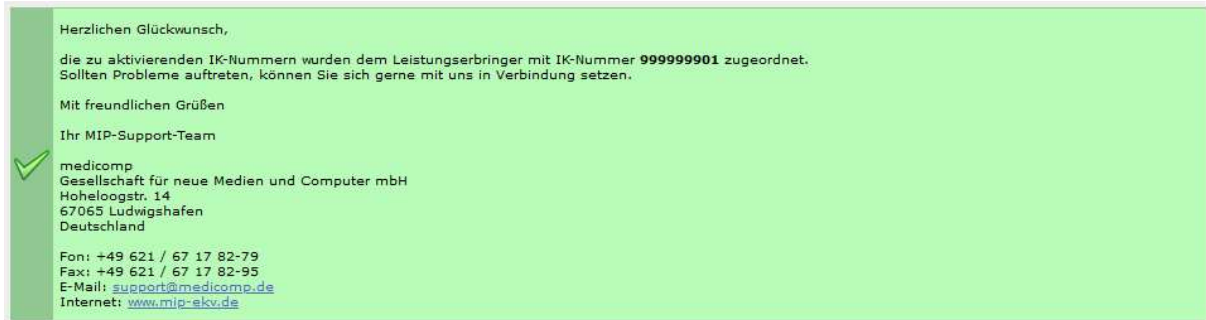 Herzlichen Glückwunsch,
die zu aktivierenden IK-Nummern wurden dem Leistungserbringer mit IK-Nummer 999999901 zugeordnet.
Sollten Probleme auftreten, können Sie sich gerne mit uns in Verbindung setzen.
Mit freundlichen Grüßen
Ihr MIP-Support-Team
medicomp
Gesellschaft für neue Medien und Computer mbH
Hoheloogstr. 14
67065 Ludwigshafen
Deutschland
Fon: +49 621 / 67 17 82-79
Fax: +49 621 / 67 17 82-95
E-Mail: support@medicomp.de
Internet: www.mip-ekv.de